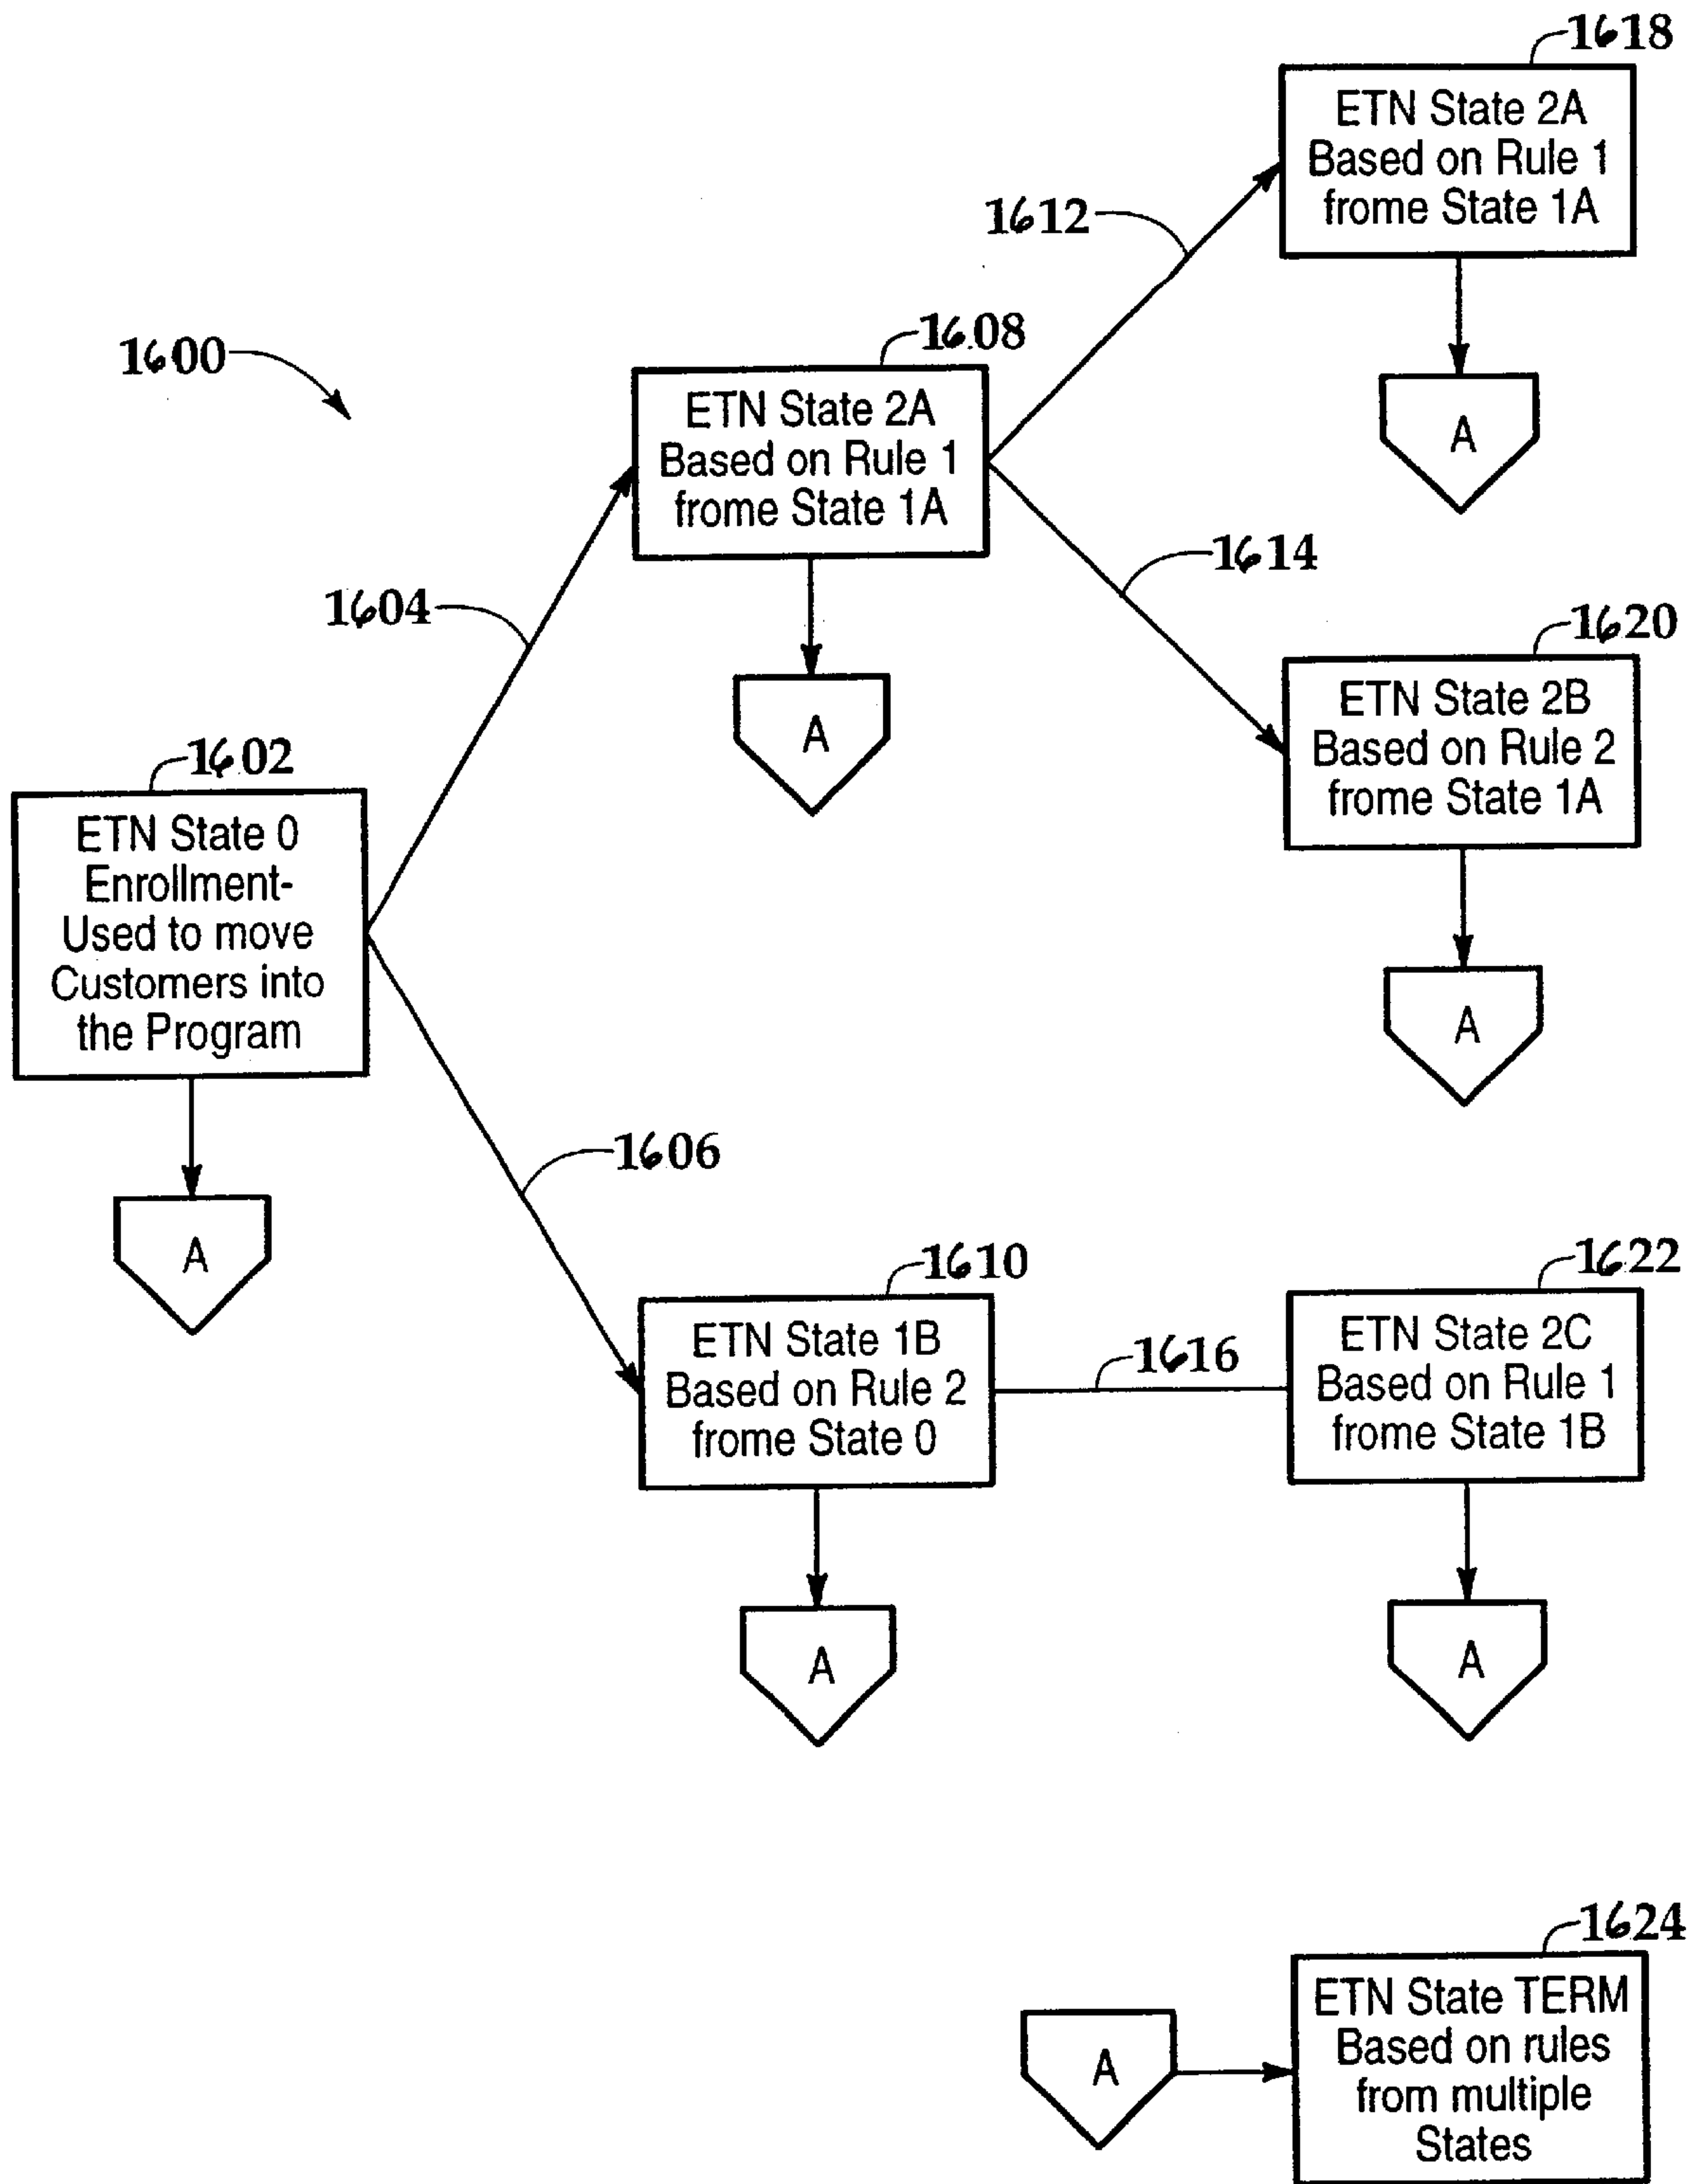 1618
ETN State 2A
Based on Rule 1
frome State 1A
1612
A
1600
1608
ETN State 2A
Based on Rule 1
frome State 1A
1614
A
1604
1620
ETN State 2B
Based on Rule 2
frome State 1A
A
1602
ETN State 0
Enrollment-
Used to move
Customers into
the Program
A
1606
1610
ETN State 1B
Based on Rule 2
frome State 0
A
1616
1622
ETN State 2C
Based on Rule 1
frome State 1B
A
1624
A
ETN State TERM
Based on rules
from multiple
States